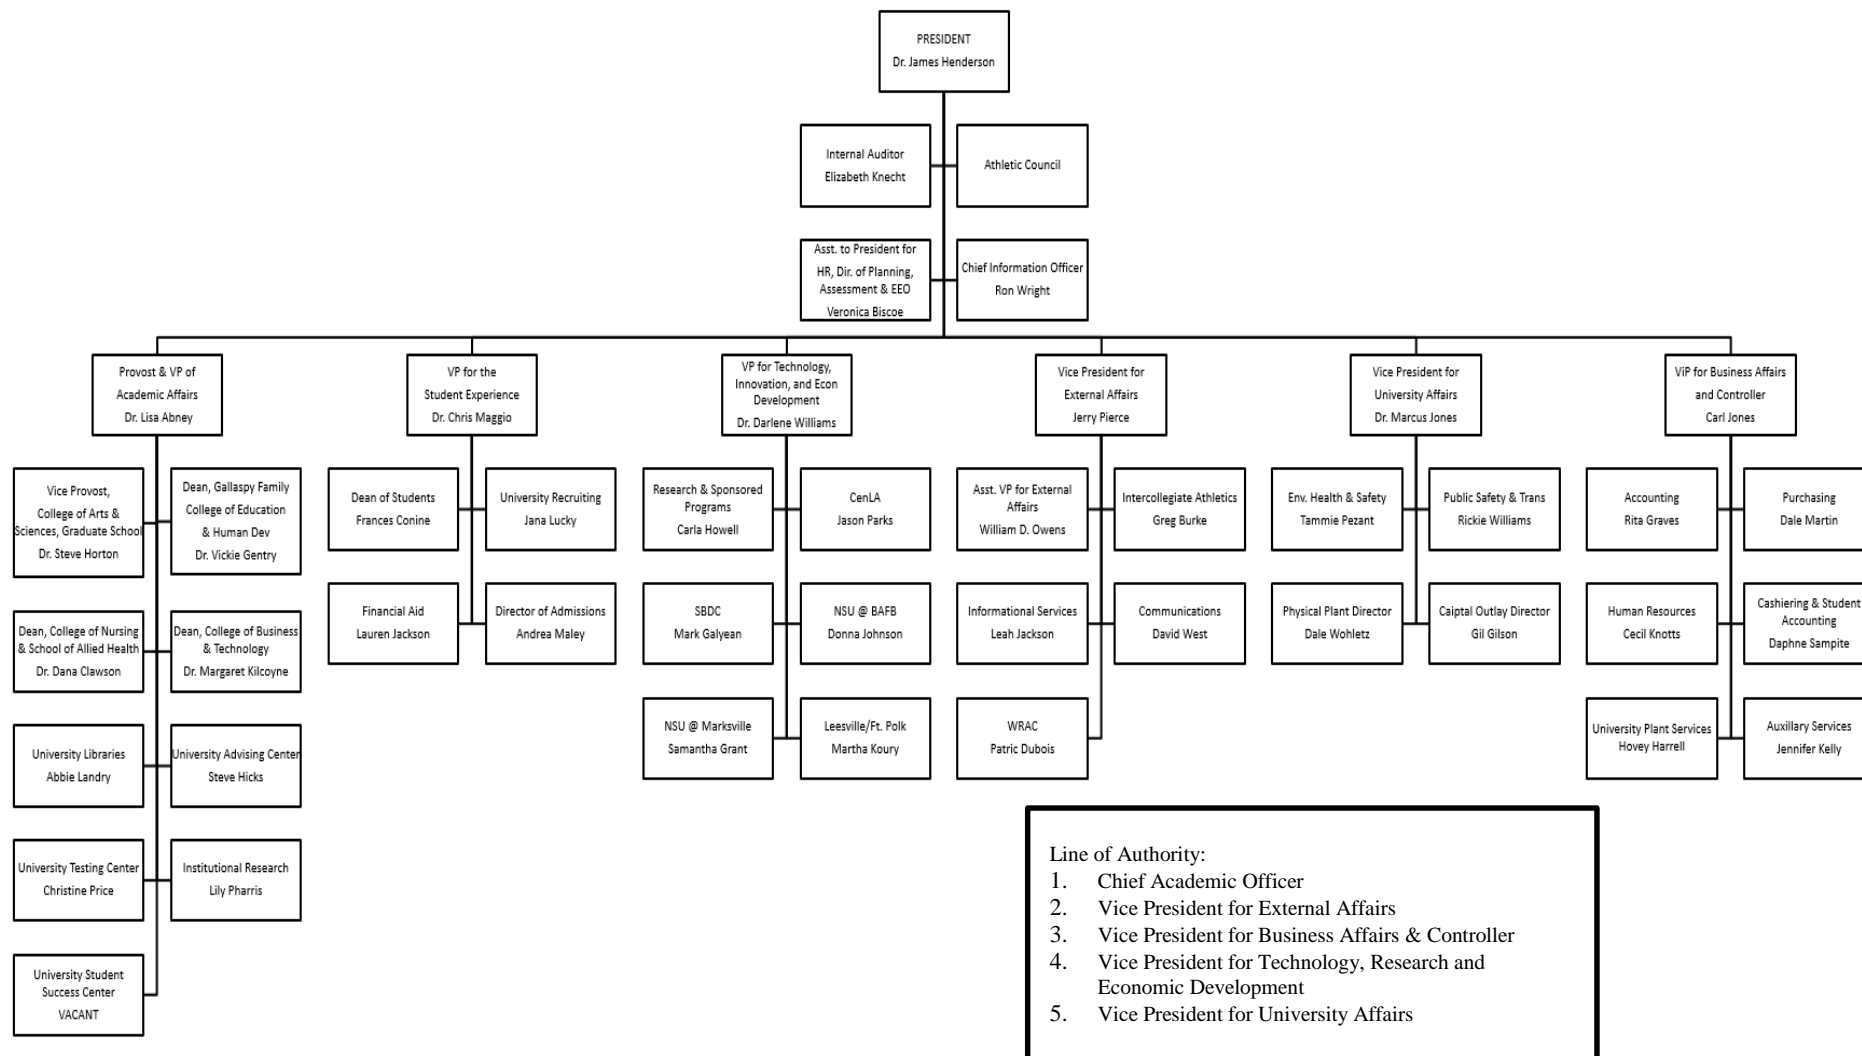 PRESIDENT
Dr. James Henderson
Internal Auditor
Elizabeth Knecht
Athletic Council
Asst. to President for
HR, Dir. of Planning,
Assessment & EEO
Veronica Biscoe
Chief Information Officer
Ron Wright
Provost & VP of
Academic Affairs
Dr. Lisa Abney
VP for the
Student Experience
Dr. Chris Maggio
VP for Technology,
Innovation, and Econ
Development
Dr. Darlene Williams
Vice President for
External Affairs
Jerry Pierce
Vice President for
University Affairs
Dr. Marcus Jones
ViP for Business Affairs
and Controller
Carl Jones
Vice Provost,
College of Arts &
Sciences, Graduate School
Dr. Steve Horton
Dean, Gallaspy Family
College of Education
& Human Dev
Dr. Vickie Gentry
Dean of Students
Frances Conine
University Recruiting
Jana Lucky
Research & Sponsored
Programs
Carla Howell
CenLA
Jason Parks
Asst. VP for External
Affairs
William D. Owens
Intercollegiate Athletics
Greg Burke
Env. Health & Safety
Tammie Pezant
Public Safety & Trans
Rickie Williams
Accounting
Rita Graves
Purchasing
Dale Martin
Dean, College of Nursing
& School of Allied Health
Dr. Dana Clawson
Dean, College of Business
& Technology
Dr. Margaret Kilcoyne
Financial Aid
Lauren Jackson
Director of Admissions
Andrea Maley
SBDC
Mark Galyean
NSU @ BAFB
Donna Johnson
Informational Services
Leah Jackson
Communications
David West
Physical Plant Director
Dale Wohletz
Caiptal Outlay Director
Gil Gilson
Human Resources
Cecil Knotts
Cashiering & Student
Accounting
Daphne Sampite
University Libraries
Abbie Landry
University Advising Center
Steve Hicks
NSU @ Marksville
Samantha Grant
Leesville/Ft. Polk
Martha Koury
WRAC
Patric Dubois
University Plant Services
Hovey Harrell
Auxillary Services
Jennifer Kelly
University Testing Center
Christine Price
Institutional Research
Lily Pharris
University Student
Success Center
VACANT
Line of Authority:
1. Chief Academic Officer
2. Vice President for External Affairs
3. Vice President for Business Affairs & Controller
4. Vice President for Technology, Research and
Economic Development
5. Vice President for University Affairs